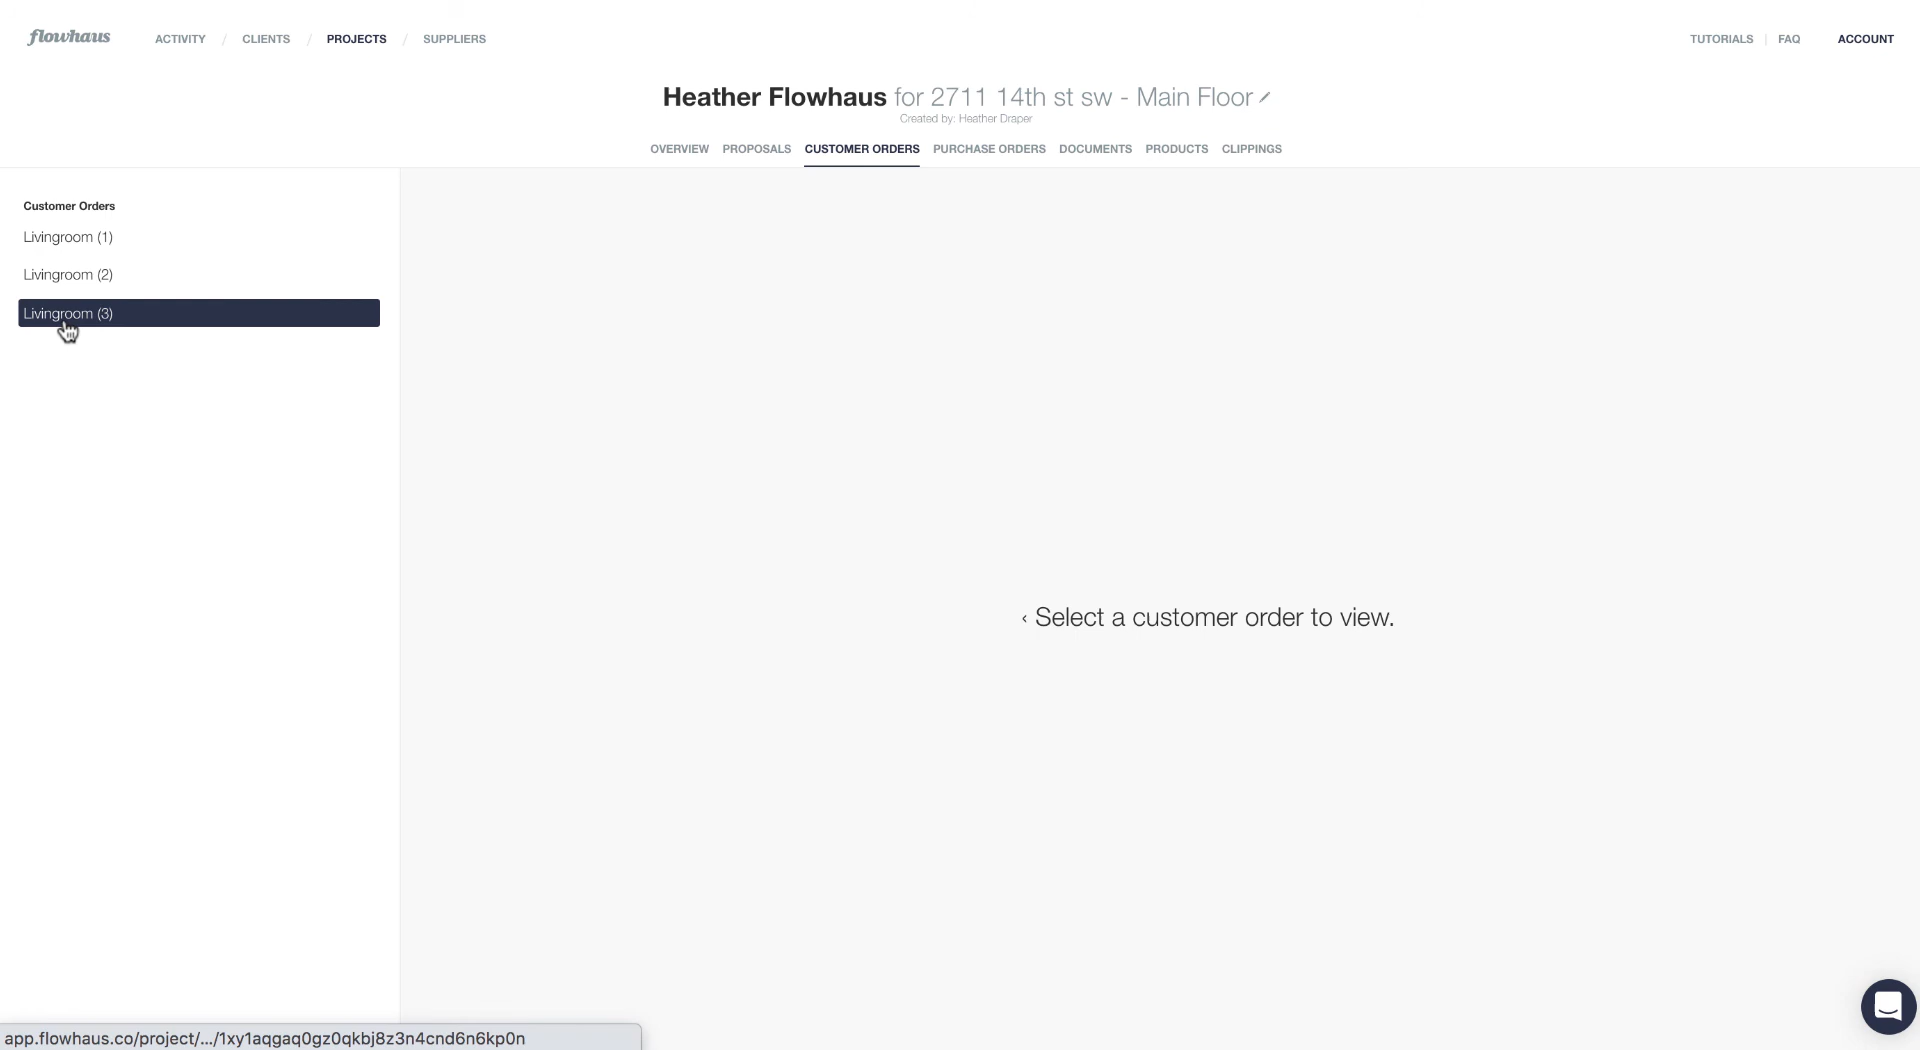 flowhaus
ACTIVITY / CLIENTS / PROJECTS / SUPPLIERS
TUTORIALS | FAQ ACCOUNT
Heather Flowhaus for 2711 14th st sw - Main Floor
Created by: Heather Draper
OVERVIEW PROPOSALS CUSTOMER ORDERS PURCHASE ORDERS DOCUMENTS PRODUCTS CLIPPINGS
Customer Orders
Livingroom (1)
Livingroom (2)
Livingroom (3)
‹ Select a customer order to view.
app.flowhaus.co/project/.../1xy1aqgaq0gz0qkbj8z3n4cnd6n6kp0n